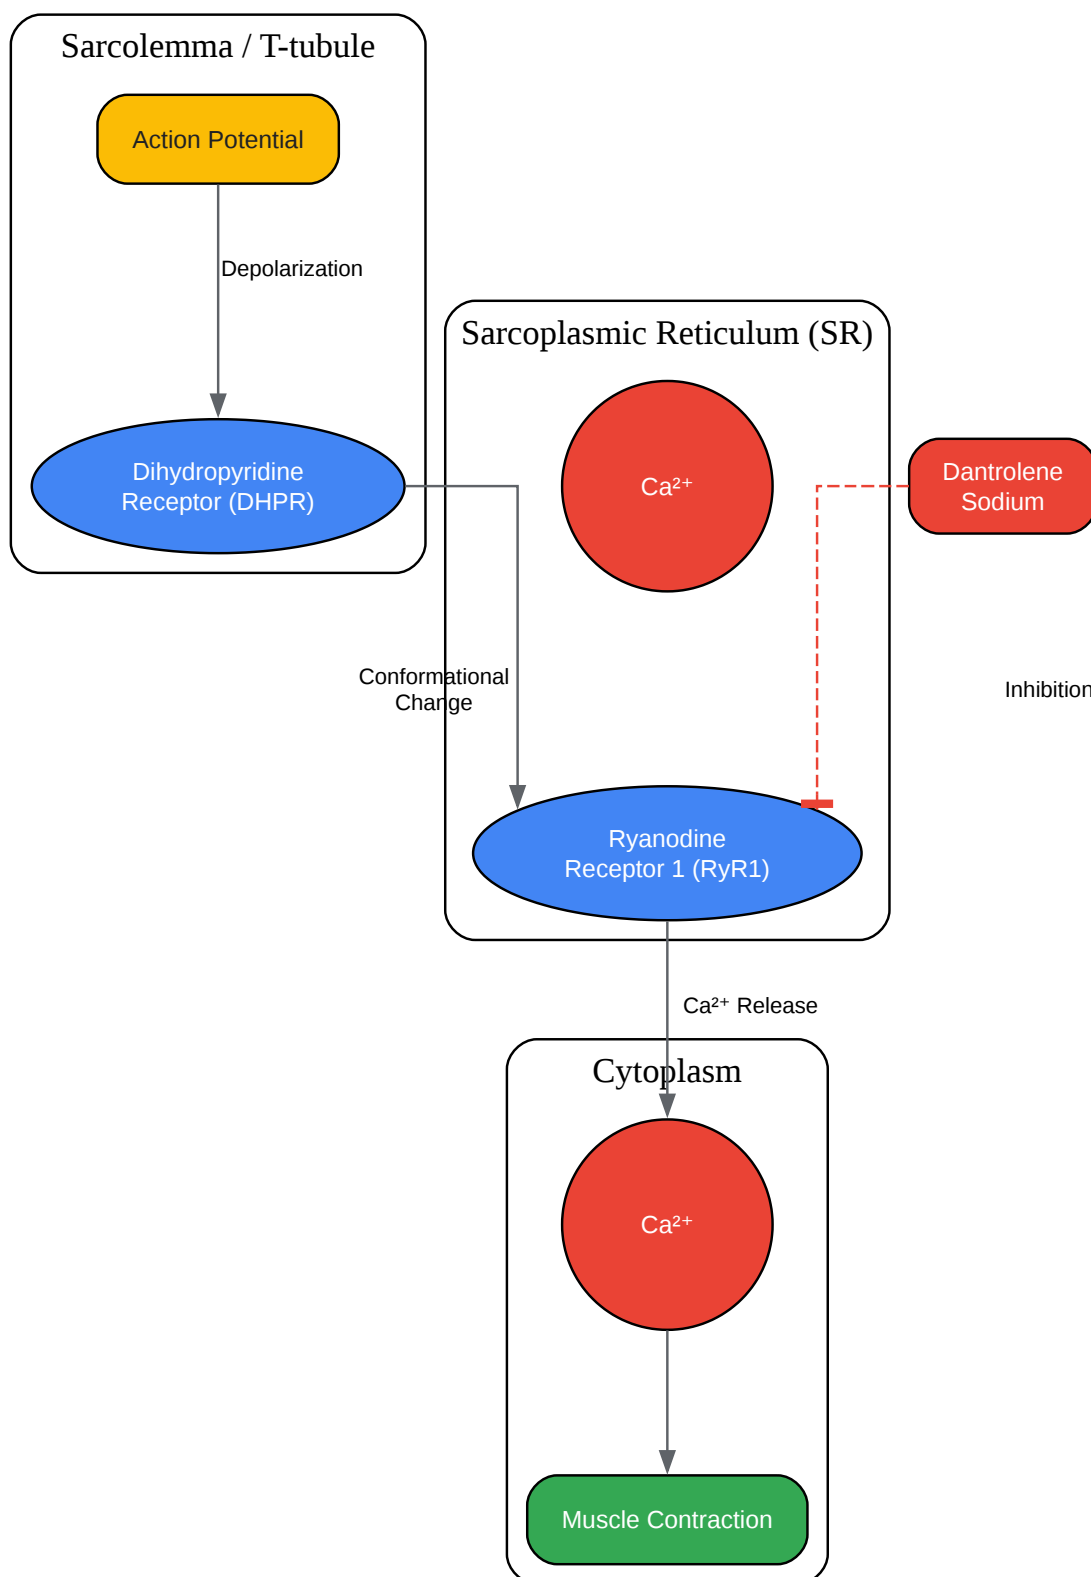 Sarcolemma / T-tubule
Action Potential
Depolarization
Dihydropyridine
Receptor (DHPR)
Sarcoplasmic Reticulum (SR)
Ca²⁺
Dantrolene
Sodium
Conformational
Change
Inhibition
Ryanodine
Receptor 1 (RyR1)
Ca²⁺ Release
Cytoplasm
Ca²⁺
Muscle Contraction